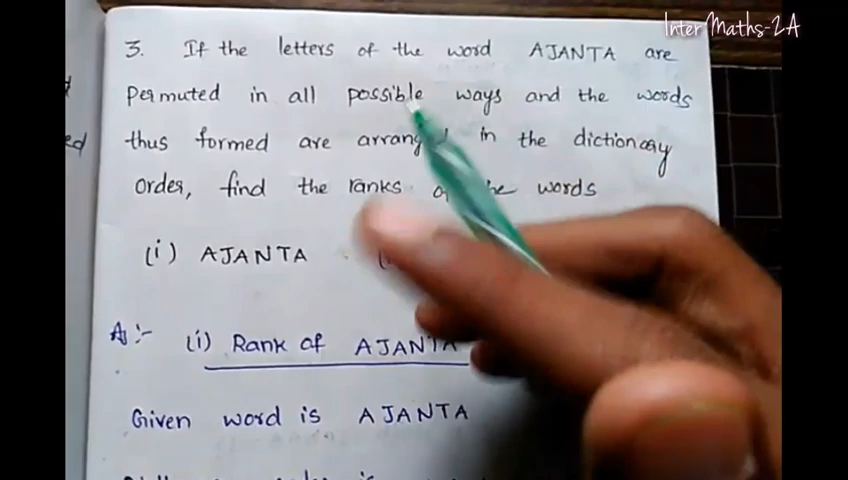 Inter Maths-2A
3. If the letters of the word AJANTA are
permuted in all possible ways and the words
thus formed are in the dictionary
order, find the ranks the words
(i) AJANTA
A:- (i) Rank of AJANTA
Given word is AJANTA